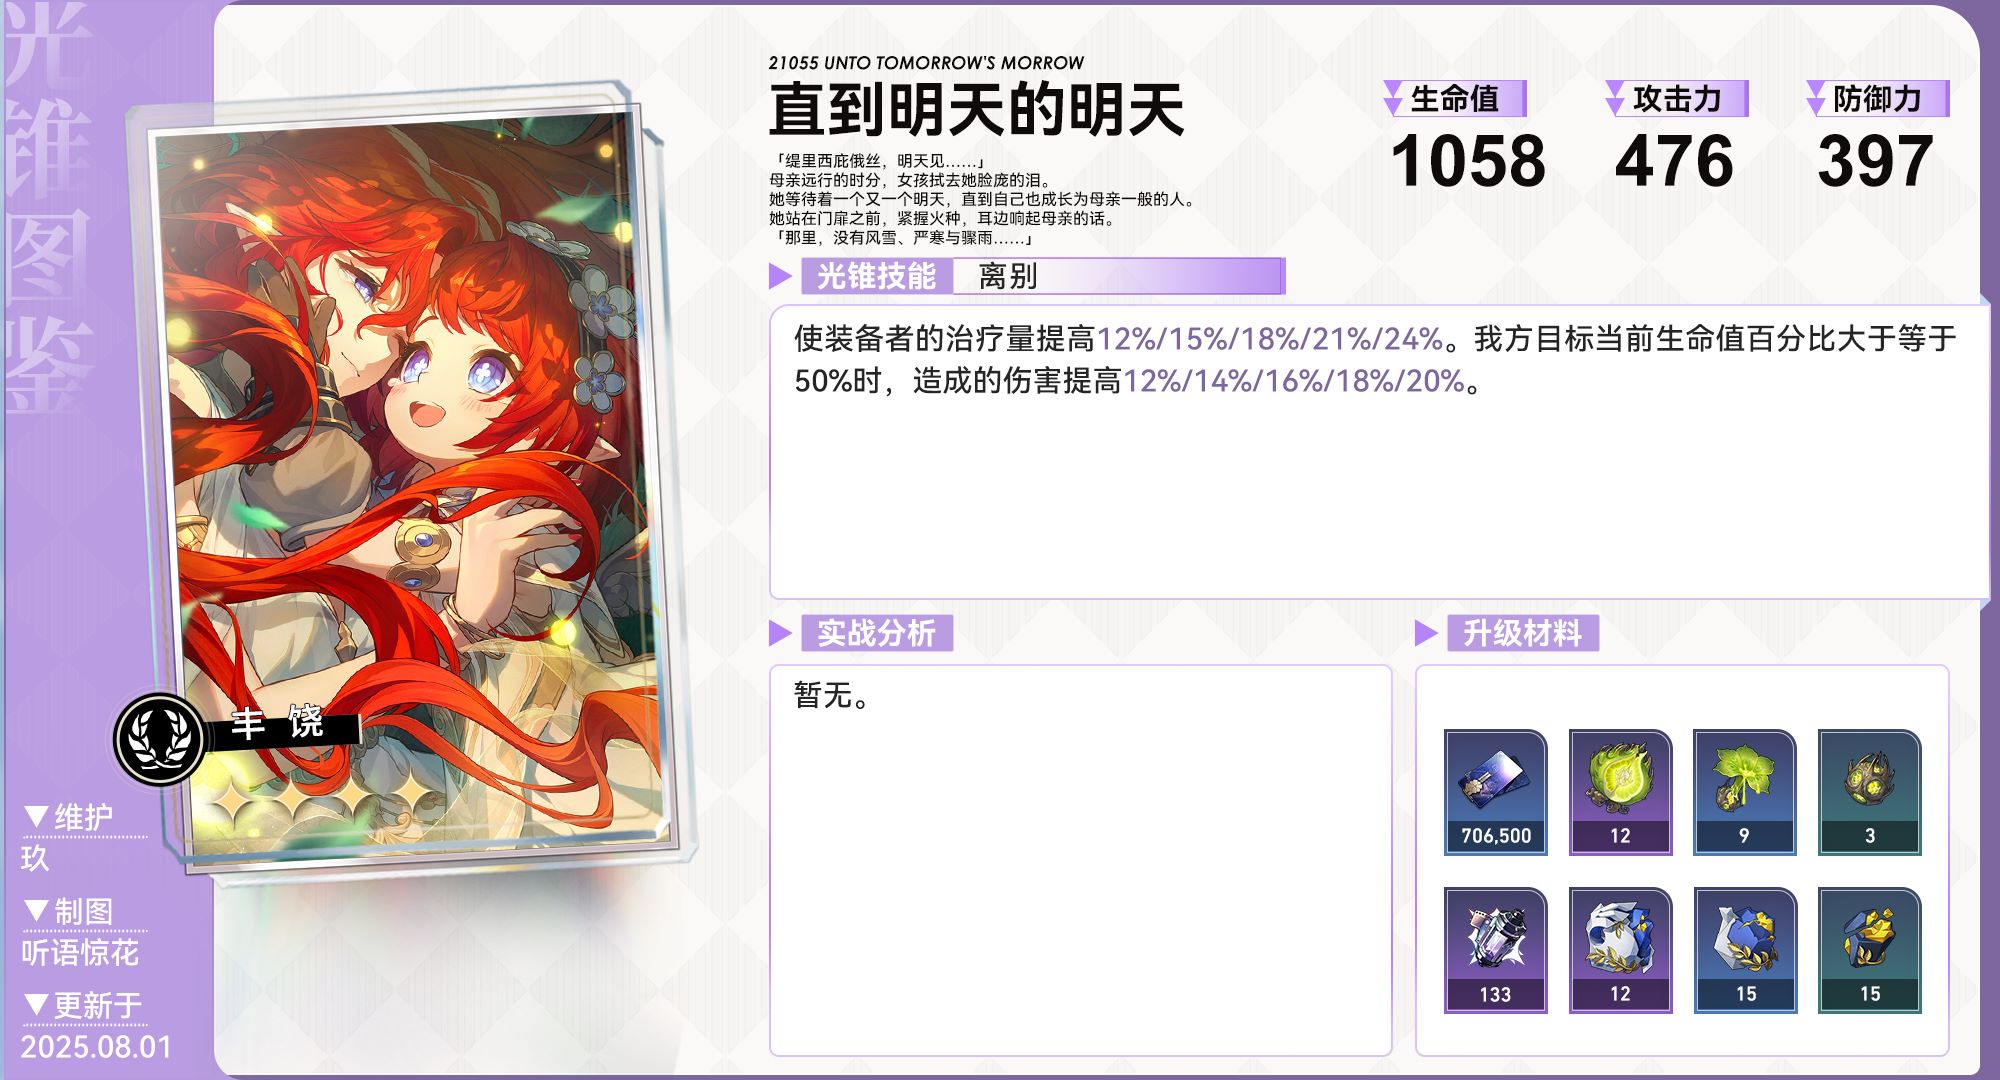 光锥图鉴
21055 UNTO TOMORROW'S MORROW
直到明天的明天
「缇里西庇俄丝，明天见……」
母亲远行的时分，女孩拭去她脸庞的泪。
她等待着一个又一个明天，直到自己也成长为母亲一般的人。
她站在门扉之前，紧握火种，耳边响起母亲的话。
「那里，没有风雪、严寒与骤雨……」
生命值 攻击力 防御力
1058 476 397
光锥技能 离别
使装备者的治疗量提高12%/15%/18%/21%/24%。我方目标当前生命值百分比大于等于
50%时，造成的伤害提高12%/14%/16%/18%/20%。
丰饶
实战分析
暂无。
升级材料
706,500 12 9 3
133 12 15 15
维护
玖
制图
听语惊花
更新于
2025.08.01